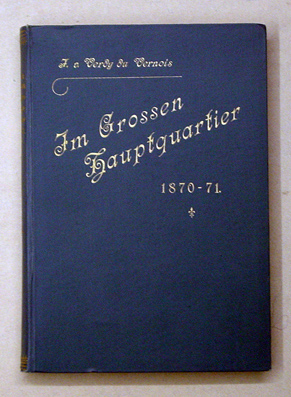 J. v. Verdy du Vernois
Im Grossen
Hauptquartier
1870-71.